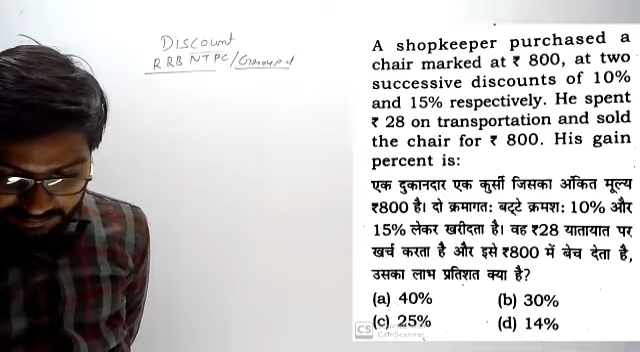 Discount
RRB NTPC/Group d
A shopkeeper purchased a
chair marked at ₹ 800, at two
successive discounts of 10%
and 15% respectively. He spent
₹ 28 on transportation and sold
the chair for ₹ 800. His gain
percent is:
एक दुकानदार एक कुर्सी जिसका अंकित मूल्य
₹800 है। दो क्रमागत: बट्टे क्रमश: 10% और
15% लेकर खरीदता है। वह ₹28 यातायात पर
खर्च करता है और इसे ₹800 में बेच देता है,
उसका लाभ प्रतिशत क्या है?
(a) 40% (b) 30%
(c) 25% (d) 14%
CS CamScanner